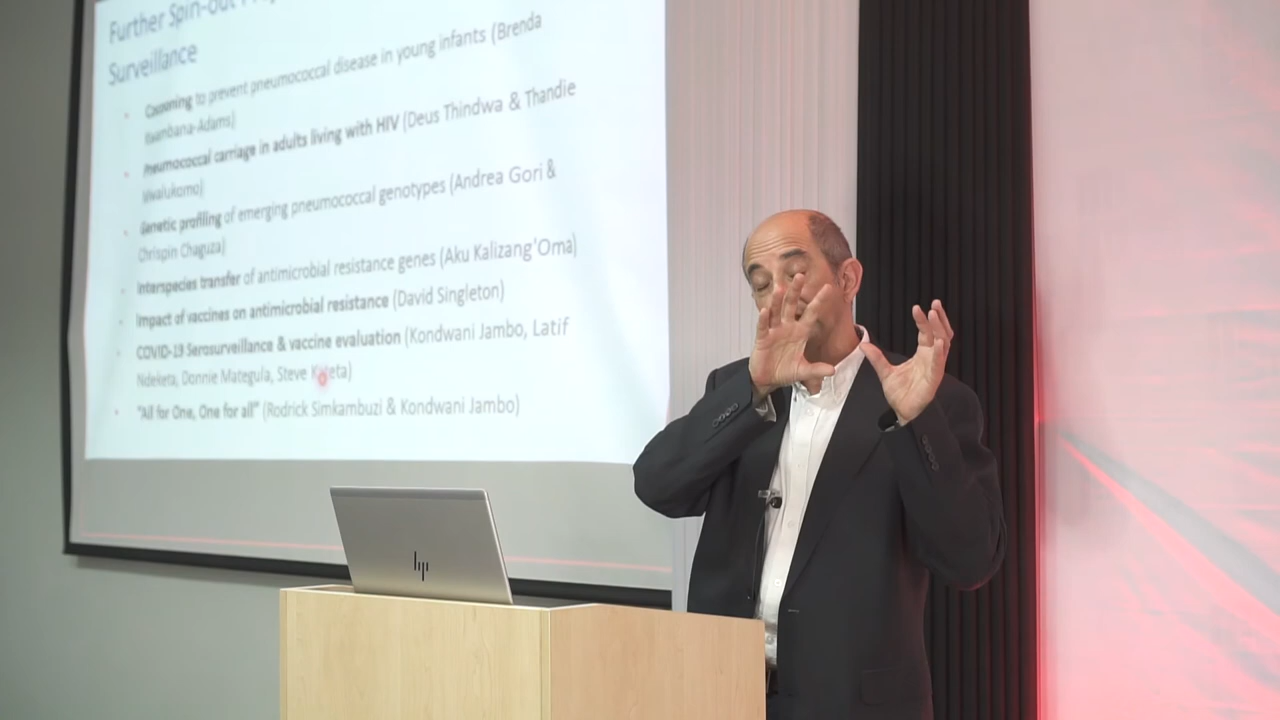 Further Spin-out
Surveillance
• Cocooning to prevent pneumococcal disease in young infants (Brenda
Kwambana-Adams)
• Pneumococcal carriage in adults living with HIV (Deus Thindwa & Thandie
Mwalukomo)
• Genetic profiling of emerging pneumococcal genotypes (Andrea Gori &
Chrispin Chaguza)
• Interspecies transfer of antimicrobial resistance genes (Aku Kalizang'Oma)
• Impact of vaccines on antimicrobial resistance (David Singleton)
• COVID-19 Serosurveillance & vaccine evaluation (Kondwani Jambo, Latif
Ndeketa, Donnie Mategula, Steve
• "All for One, One for all" (Rodrick Simkambuzi & Kondwani Jambo)
hp